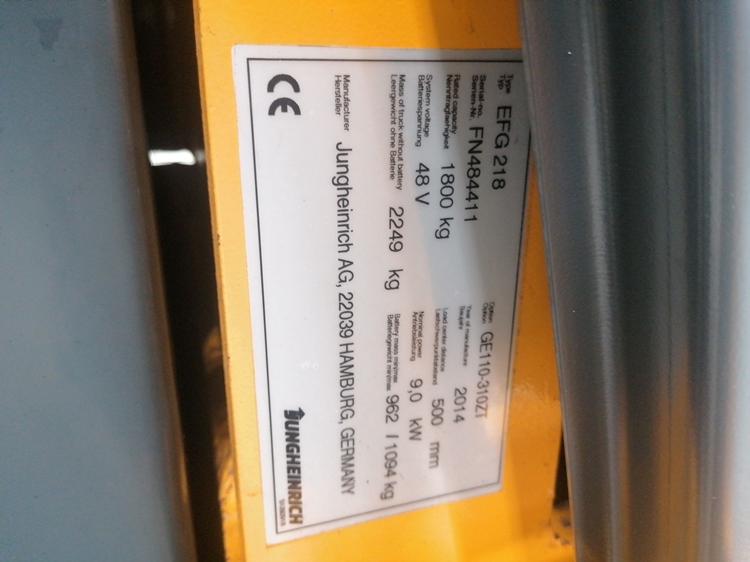 Type
Typ EFG 218
Option
Option GE110-310ZT
Serial-no.
Serien-Nr. FN484411
Year of manufacture
Baujahr 2014
Rated capacity
Nenntragfaehigkeit 1800 kg
Load center distance
Lastschwerpunktabstand 500 mm
System voltage
Batteriespannung 48 V
Nominal power
Antriebsleistung 9,0 kW
Mass of truck without battery
Leergewicht ohne Batterie 2249 kg
Battery mass min/max
Batteriegewicht min/max 962 / 1094 kg
Manufacturer
Hersteller Jungheinrich AG, 22039 HAMBURG, GERMANY
CE
JUNGHEINRICH